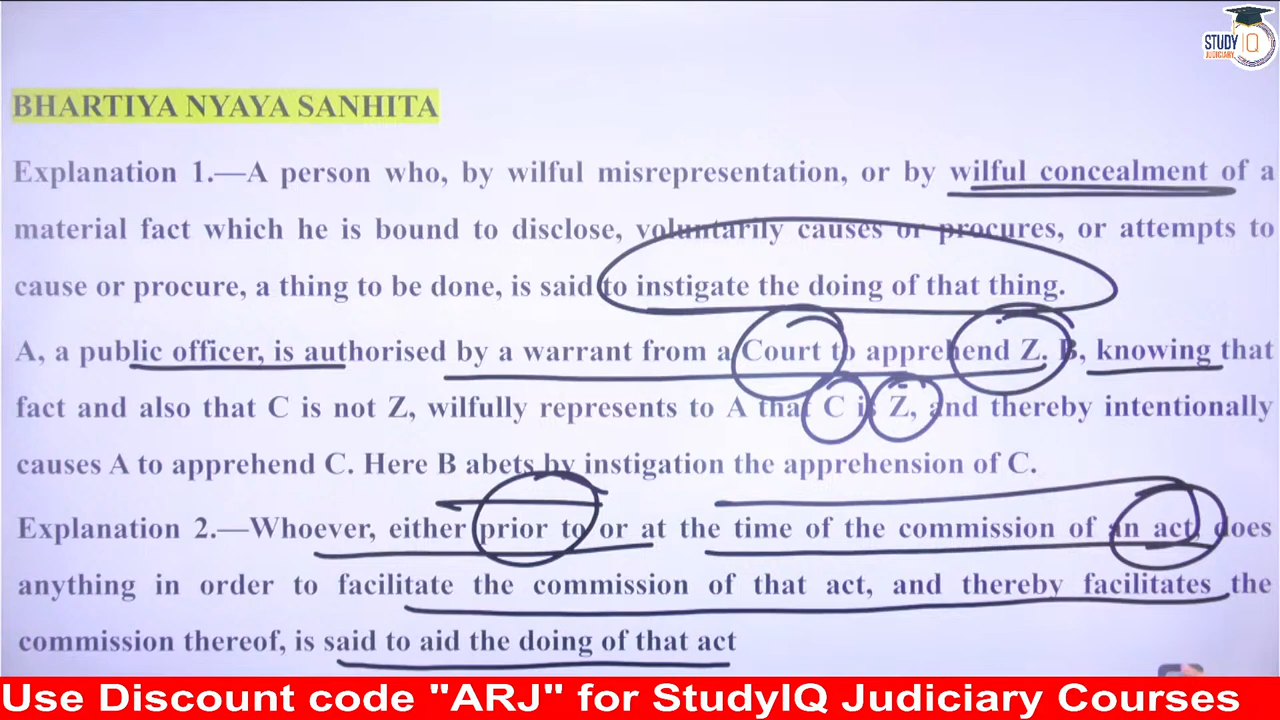 STUDY IQ
JUDICIARY
BHARTIYA NYAYA SANHITA
Explanation 1.—A person who, by wilful misrepresentation, or by wilful concealment of a
material fact which he is bound to disclose, voluntarily causes or procures, or attempts to
cause or procure, a thing to be done, is said to instigate the doing of that thing.
A, a public officer, is authorised by a warrant from a Court to apprehend Z. B, knowing that
fact and also that C is not Z, wilfully represents to A that C is Z, and thereby intentionally
causes A to apprehend C. Here B abets by instigation the apprehension of C.
Explanation 2.—Whoever, either prior to or at the time of the commission of an act, does
anything in order to facilitate the commission of that act, and thereby facilitates the
commission thereof, is said to aid the doing of that act
Use Discount code "ARJ" for StudyIQ Judiciary Courses